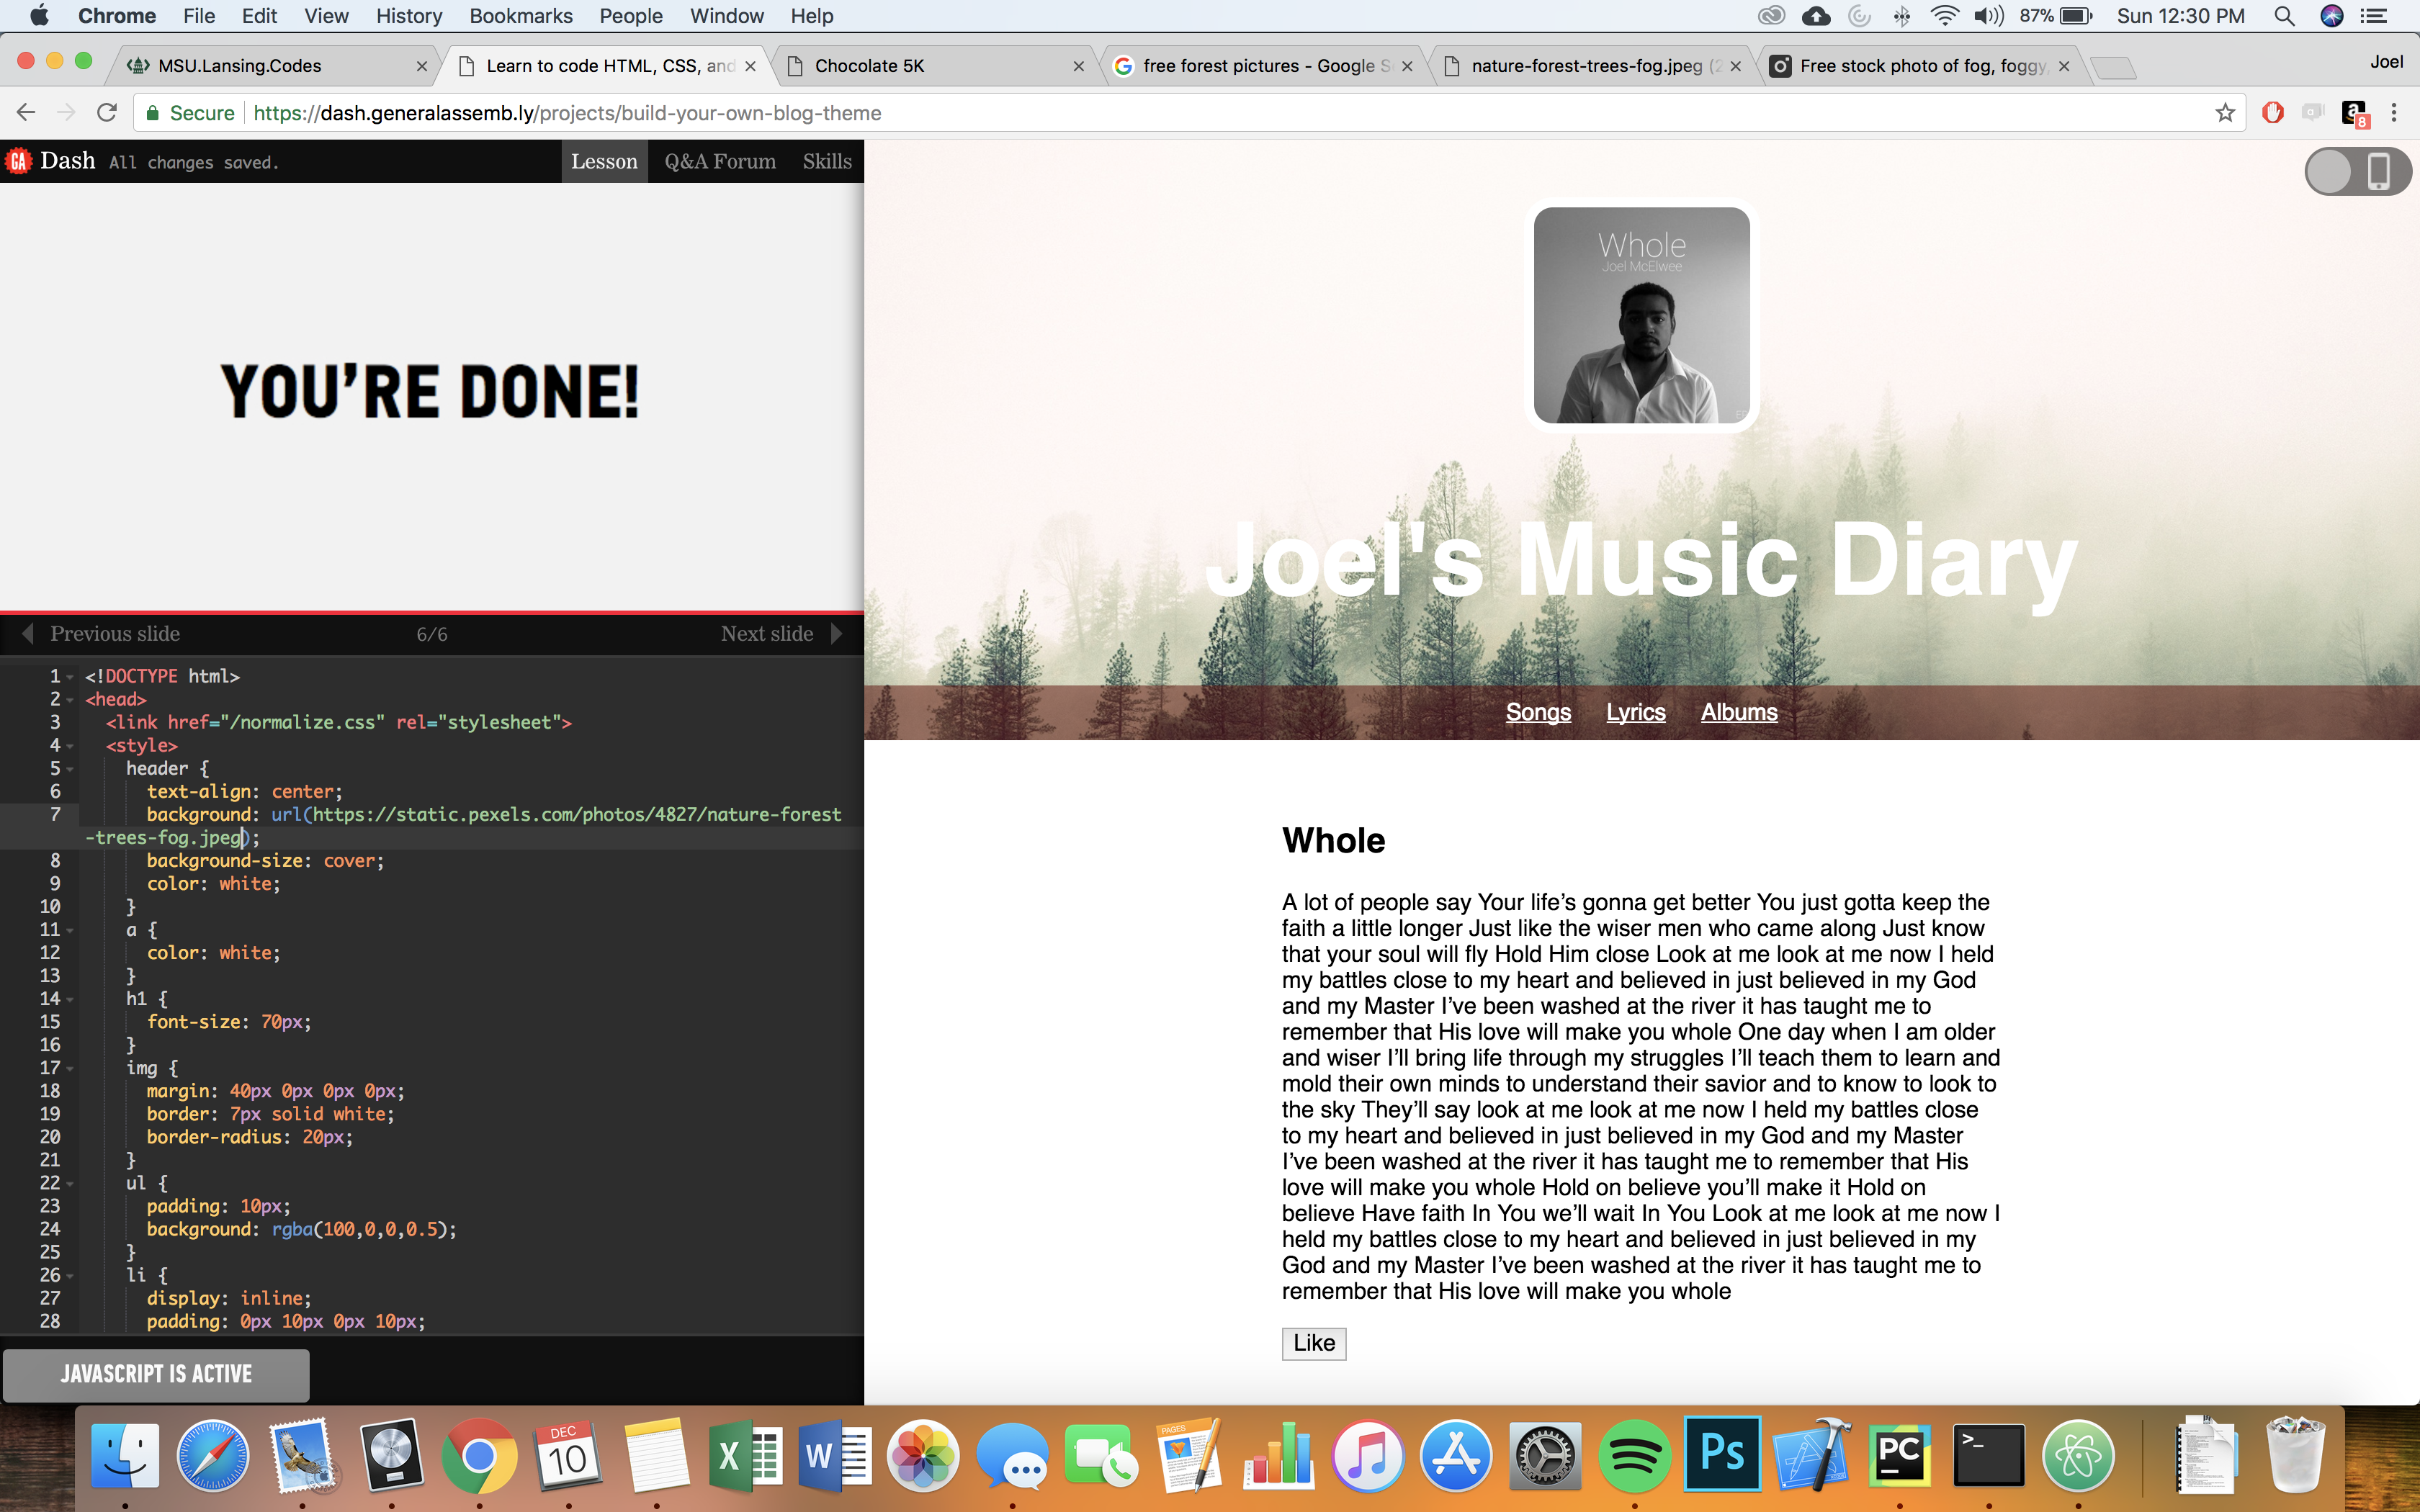 Chrome File Edit View History Bookmarks People Window Help 87% Sun 12:30 PM
MSU.Lansing.Codes Learn to code HTML, CSS, and Chocolate 5K free forest pictures - Google S nature-forest-trees-fog.jpeg (2 Free stock photo of fog, foggy, Joel
Secure https://dash.generalassemb.ly/projects/build-your-own-blog-theme 8
GA Dash All changes saved. Lesson Q&A Forum Skills
YOU’RE DONE!
Previous slide 6/6 Next slide
1 <!DOCTYPE html>
2 <head>
3 <link href="/normalize.css" rel="stylesheet">
4 <style>
5 header {
6 text-align: center;
7 background: url(https://static.pexels.com/photos/4827/nature-forest
-trees-fog.jpeg);
8 background-size: cover;
9 color: white;
10 }
11 a {
12 color: white;
13 }
14 h1 {
15 font-size: 70px;
16 }
17 img {
18 margin: 40px 0px 0px 0px;
19 border: 7px solid white;
20 border-radius: 20px;
21 }
22 ul {
23 padding: 10px;
24 background: rgba(100,0,0,0.5);
25 }
26 li {
27 display: inline;
28 padding: 0px 10px 0px 10px;
JAVASCRIPT IS ACTIVE
Whole
Joel McElwee
Joel's Music Diary
Songs Lyrics Albums
Whole
A lot of people say Your life’s gonna get better You just gotta keep the
faith a little longer Just like the wiser men who came along Just know
that your soul will fly Hold Him close Look at me look at me now I held
my battles close to my heart and believed in just believed in my God
and my Master I’ve been washed at the river it has taught me to
remember that His love will make you whole One day when I am older
and wiser I’ll bring life through my struggles I’ll teach them to learn and
mold their own minds to understand their savior and to know to look to
the sky They’ll say look at me look at me now I held my battles close
to my heart and believed in just believed in my God and my Master
I’ve been washed at the river it has taught me to remember that His
love will make you whole Hold on believe you’ll make it Hold on
believe Have faith In You we’ll wait In You Look at me look at me now I
held my battles close to my heart and believed in just believed in my
God and my Master I’ve been washed at the river it has taught me to
remember that His love will make you whole
Like
DEC
10
X
W
PAGES
Ps
PC
>_